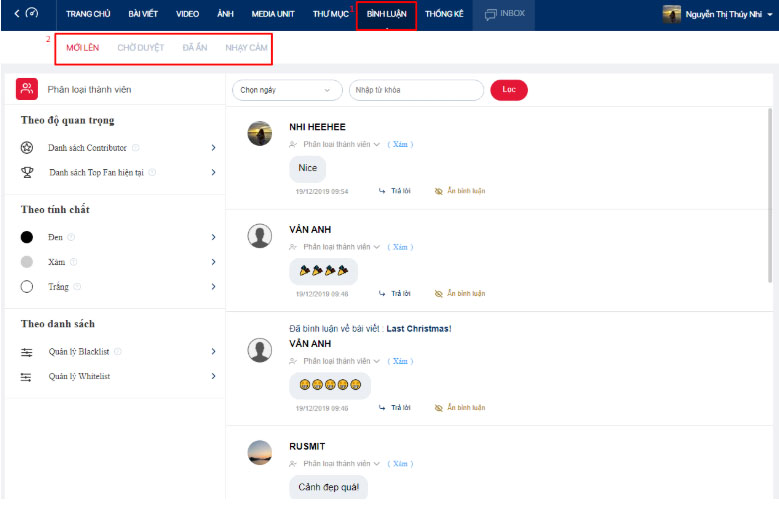 TRANG CHỦ BÀI VIẾT VIDEO ẢNH MEDIA UNIT THƯ MỤC 1 BÌNH LUẬN THỐNG KÊ INBOX Nguyễn Thị Thúy Nhi
2 MỚI LÊN CHỜ DUYỆT ĐÃ ẨN NHẠY CẢM
Phân loại thành viên
Theo độ quan trọng
Danh sách Contributor
Danh sách Top Fan hiện tại
Theo tính chất
Đen
Xám
Trắng
Theo danh sách
Quản lý Blacklist
Quản lý Whitelist
Chọn ngày Nhập từ khóa Lọc
NHI HEEHEE
Phân loại thành viên ( Xám )
Nice
19/12/2019 09:54 Trả lời Ẩn bình luận
VÂN ANH
Phân loại thành viên ( Xám )
19/12/2019 09:46 Trả lời Ẩn bình luận
Đã bình luận về bài viết : Last Christmas!
VÂN ANH
Phân loại thành viên ( Xám )
19/12/2019 09:46 Trả lời Ẩn bình luận
RUSMIT
Phân loại thành viên ( Xám )
Cảnh đẹp quá!